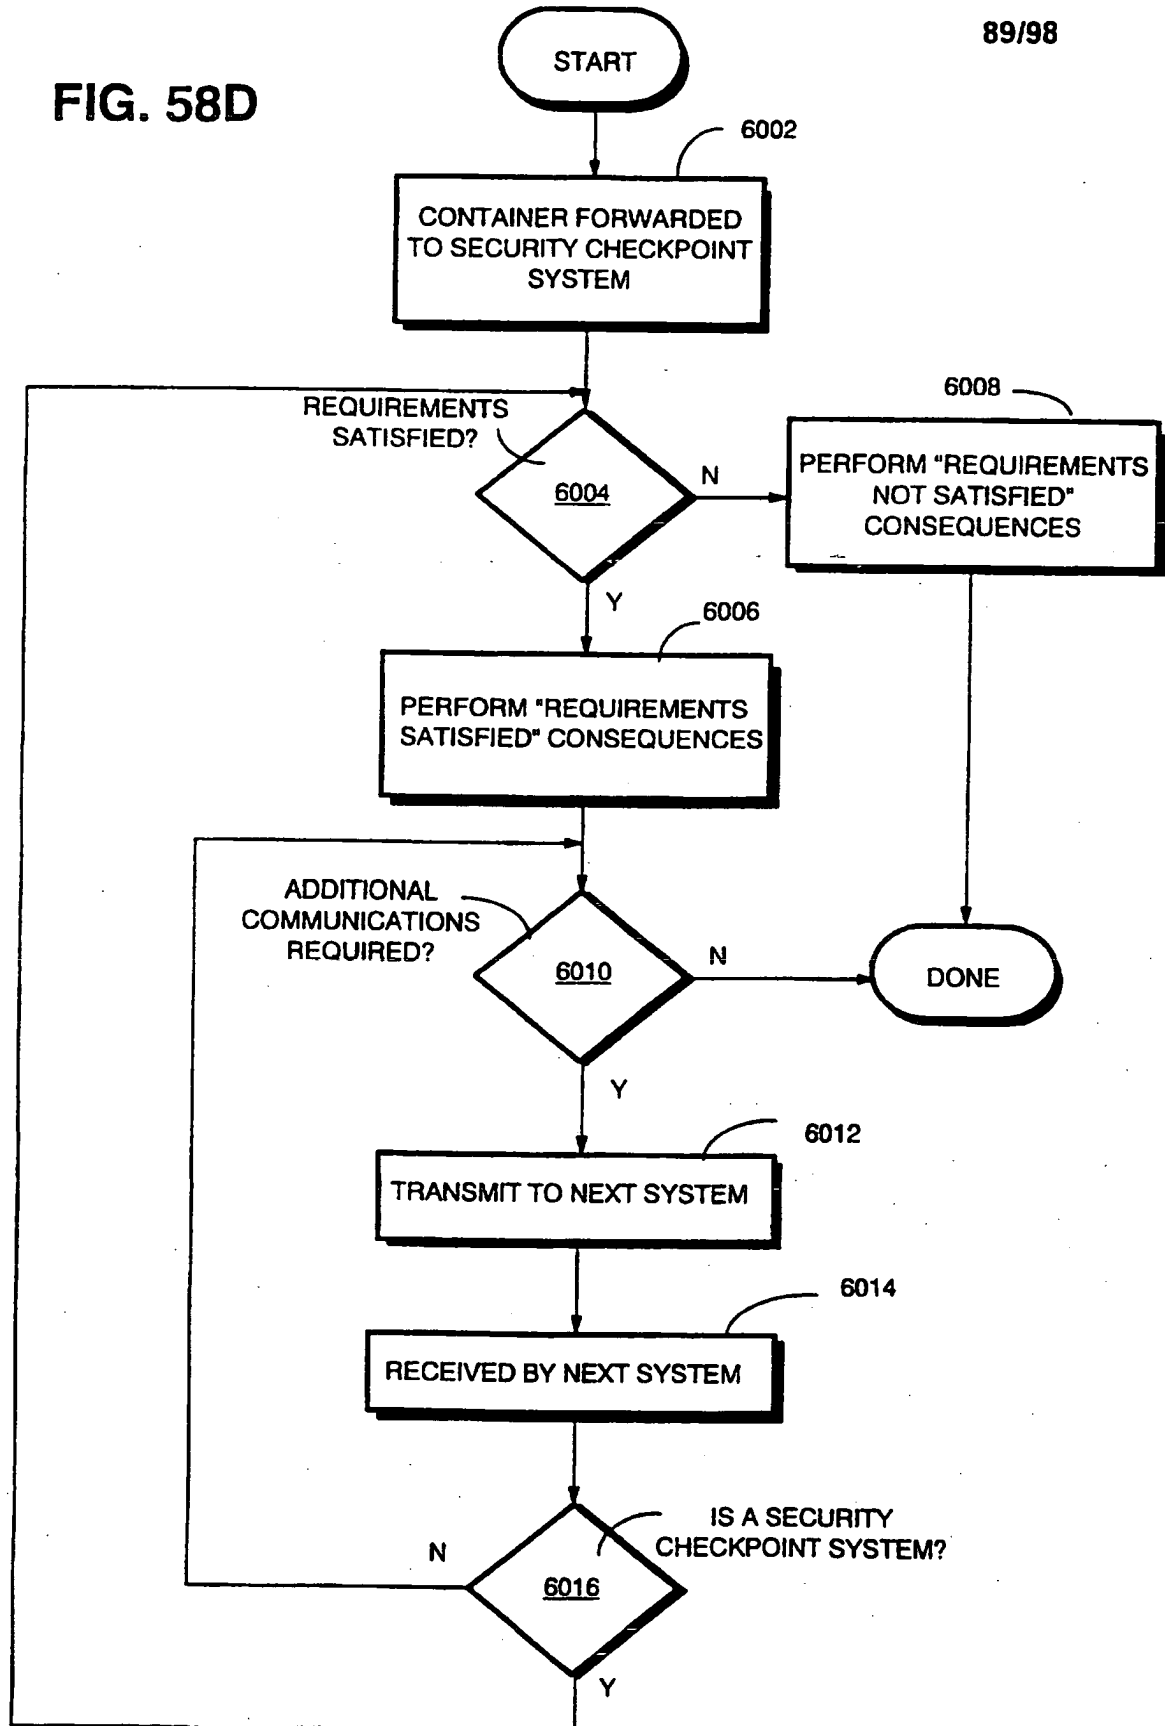 89/98
FIG. 58D
START
6002
CONTAINER FORWARDED
TO SECURITY CHECKPOINT
SYSTEM
REQUIREMENTS
SATISFIED?
6004
N
Y
6008
PERFORM "REQUIREMENTS
NOT SATISFIED"
CONSEQUENCES
6006
PERFORM "REQUIREMENTS
SATISFIED" CONSEQUENCES
ADDITIONAL
COMMUNICATIONS
REQUIRED?
6010
N
DONE
Y
6012
TRANSMIT TO NEXT SYSTEM
6014
RECEIVED BY NEXT SYSTEM
IS A SECURITY
CHECKPOINT SYSTEM?
N
6016
Y